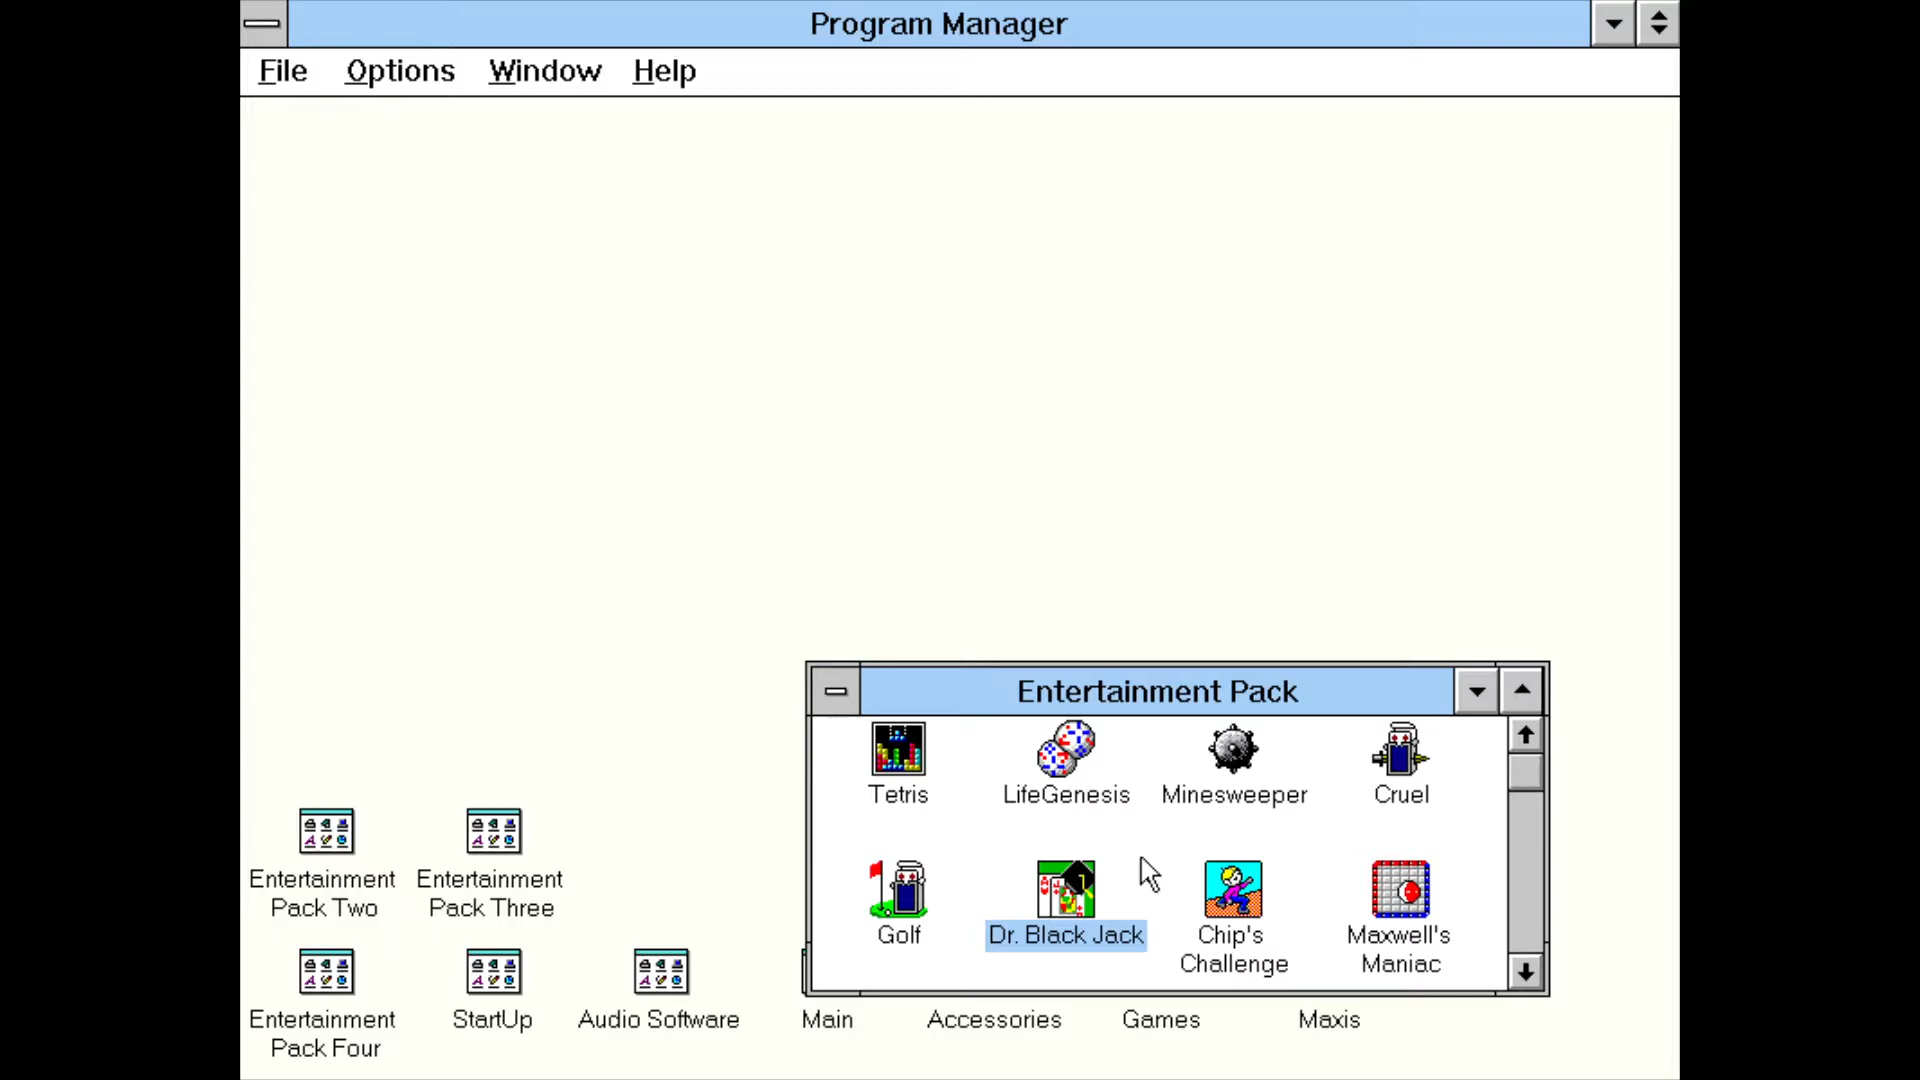 Program Manager
File Options Window Help
Entertainment Pack
Tetris LifeGenesis Minesweeper Cruel
Golf Dr. Black Jack Chip's Challenge Maxwell's Maniac
Entertainment Pack Two
Entertainment Pack Three
Entertainment Pack Four
StartUp
Audio Software
Main
Accessories
Games
Maxis